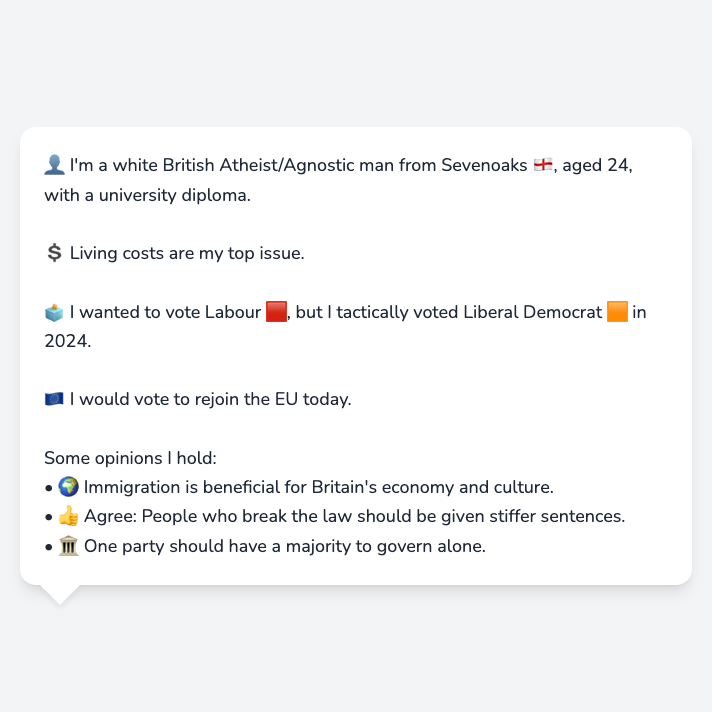 👤 I'm a white British Atheist/Agnostic man from Sevenoaks 🏴󠁧󠁢󠁥󠁮󠁧󠁿, aged 24,
with a university diploma.
💲 Living costs are my top issue.
🗳️ I wanted to vote Labour 🟥, but I tactically voted Liberal Democrat 🟧 in
2024.
🇪🇺 I would vote to rejoin the EU today.
Some opinions I hold:
• 🌍 Immigration is beneficial for Britain's economy and culture.
• 👍 Agree: People who break the law should be given stiffer sentences.
• 🏛️ One party should have a majority to govern alone.